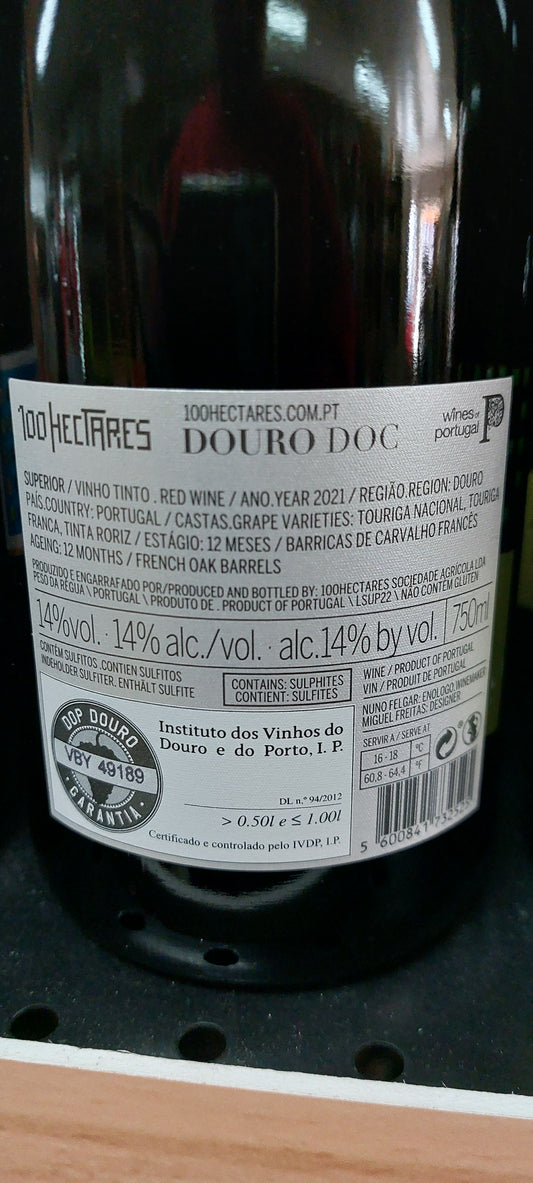 100 HECTARES
100HECTARES.COM.PT
DOURO DOC
wines of
portugal
SUPERIOR / VINHO TINTO . RED WINE / ANO.YEAR 2021 / REGIÃO.REGION: DOURO
PAÍS.COUNTRY: PORTUGAL / CASTAS.GRAPE VARIETIES: TOURIGA NACIONAL, TOURIGA
FRANCA, TINTA RORIZ / ESTÁGIO: 12 MESES / BARRICAS DE CARVALHO FRANCÊS
AGEING: 12 MONTHS / FRENCH OAK BARRELS
PRODUZIDO E ENGARRAFADO POR/PRODUCED AND BOTTLED BY: 100HECTARES SOCIEDADE AGRÍCOLA LDA
PESO DA RÉGUA \ PORTUGAL \ PRODUTO DE . PRODUCT OF PORTUGAL \ LSUP22 \ NÃO CONTÉM GLÚTEN
14%vol. · 14% alc./vol. · alc.14% by vol. 750ml
CONTÉM SULFITOS .CONTIEN SULFITOS
INDEHOLDER SULFITER, ENTHÄLT SULFITE
CONTAINS: SULPHITES
CONTIENT: SULFITES
WINE / PRODUCT OF PORTUGAL
VIN / PRODUIT DE PORTUGAL
NUNO FELGAR: ENÓLOGO, WINEMAKER
MIGUEL FREITAS: DESIGNER
SERVIR A / SERVE AT
16 - 18 °C
60,8 - 64,4 °F
DOP DOURO
VBY 49189
GARANTIA
Instituto dos Vinhos do
Douro e do Porto, I. P.
DL n.º 94/2012
> 0.50l e ≤ 1.00l
Certificado e controlado pelo IVDP, I.P.
5 600841 732525